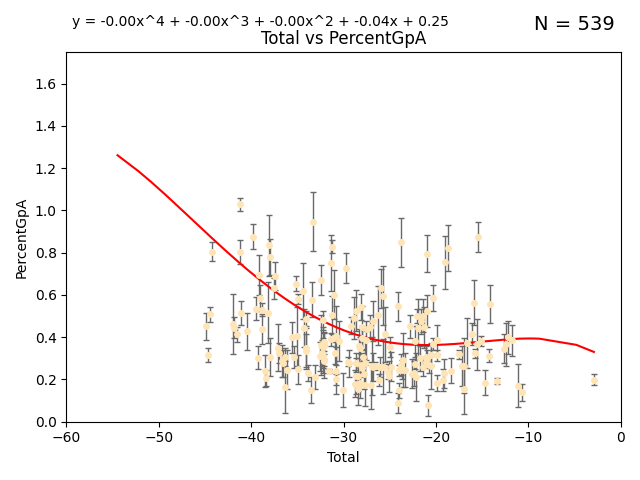 y = -0.00x^4 + -0.00x^3 + -0.00x^2 + -0.04x + 0.25
N = 539
Total vs PercentGpA
PercentGpA
1.6
1.4
1.2
1.0
0.8
0.6
0.4
0.2
0.0
−60 −50 −40 −30 −20 −10 0
Total